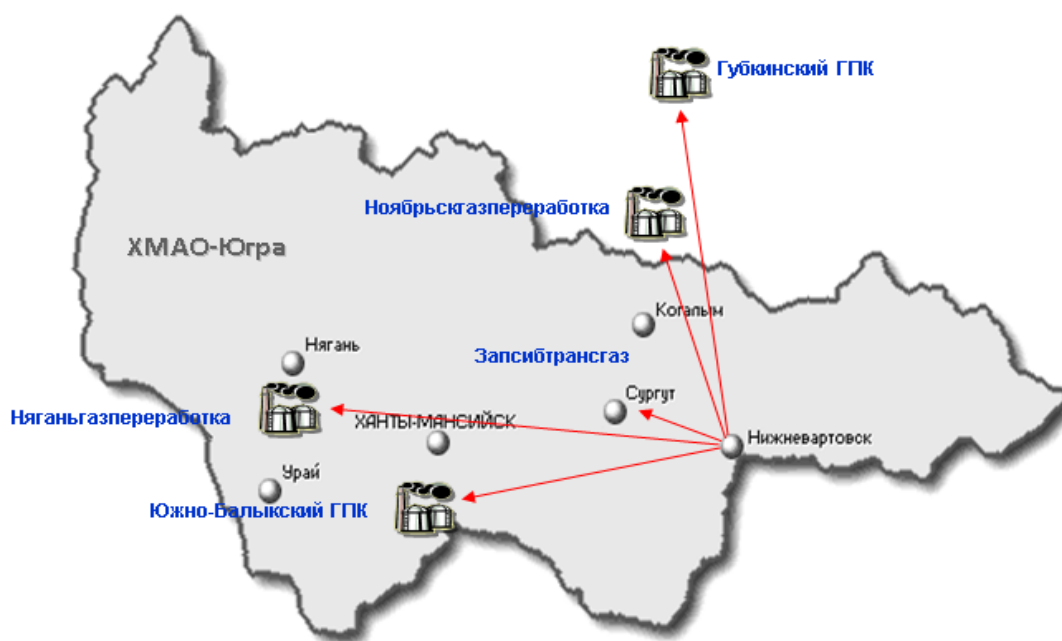 Губкинский ГПК
Ноябрьскгазпереработка
ХМАО-Югра
Когалым
Нягань
Запсибтрансгаз
Сургут
Няганьгазпереработка
ХАНТЫ-МАНСИЙСК
Нижневартовск
Урай
Южно-Балыкский ГПК